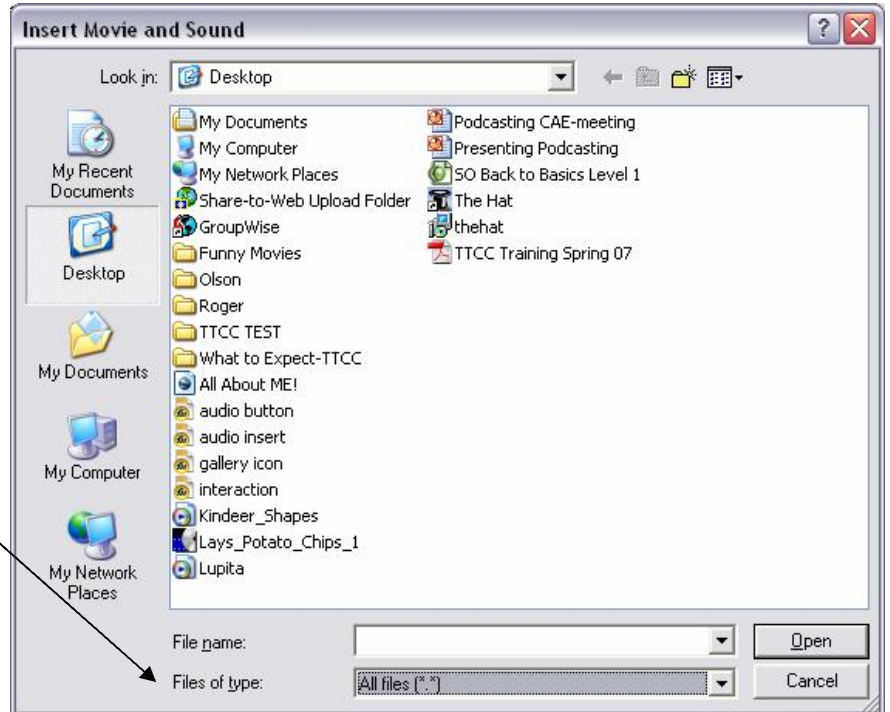 Insert Movie and Sound
Look in: Desktop
My Recent
Documents
Desktop
My Documents
My Computer
My Network
Places
My Documents
My Computer
My Network Places
Share-to-Web Upload Folder
GroupWise
Funny Movies
Olson
Roger
TTCC TEST
What to Expect-TTCC
All About ME!
audio button
audio insert
gallery icon
interaction
Kindeer_Shapes
Lays_Potato_Chips_1
Lupita
Podcasting CAE-meeting
Presenting Podcasting
SO Back to Basics Level 1
The Hat
thehat
TTCC Training Spring 07
File name:
Open
Files of type: All files (*.*)
Cancel